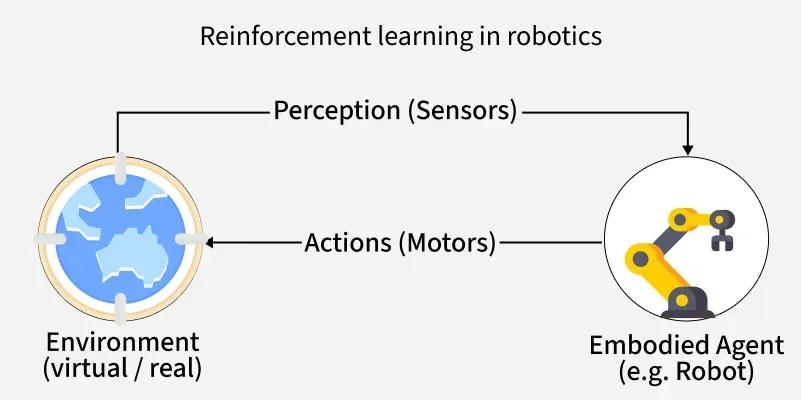 Reinforcement learning in robotics
Perception (Sensors)
Actions (Motors)
Environment
(virtual / real)
Embodied Agent
(e.g. Robot)